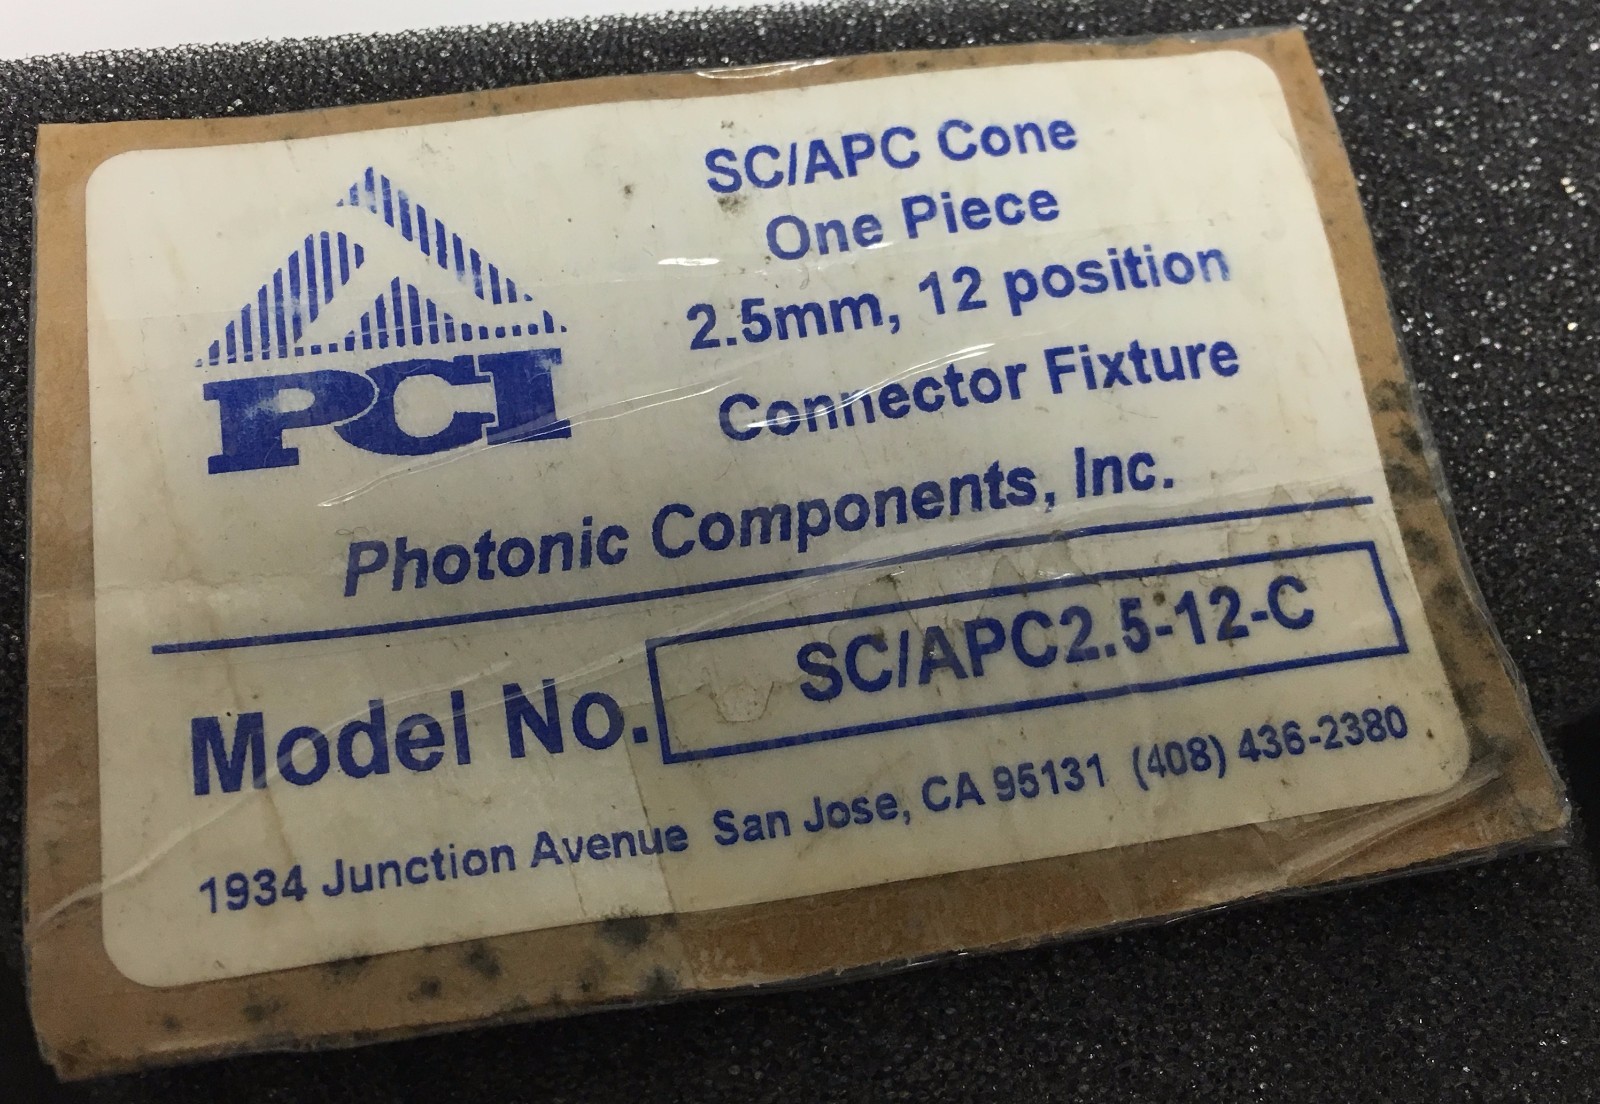 PCI
SC/APC Cone
One Piece
2.5mm, 12 position
Connector Fixture
Photonic Components, Inc.
Model No. SC/APC2.5-12-C
1934 Junction Avenue San Jose, CA 95131 (408) 436-2380